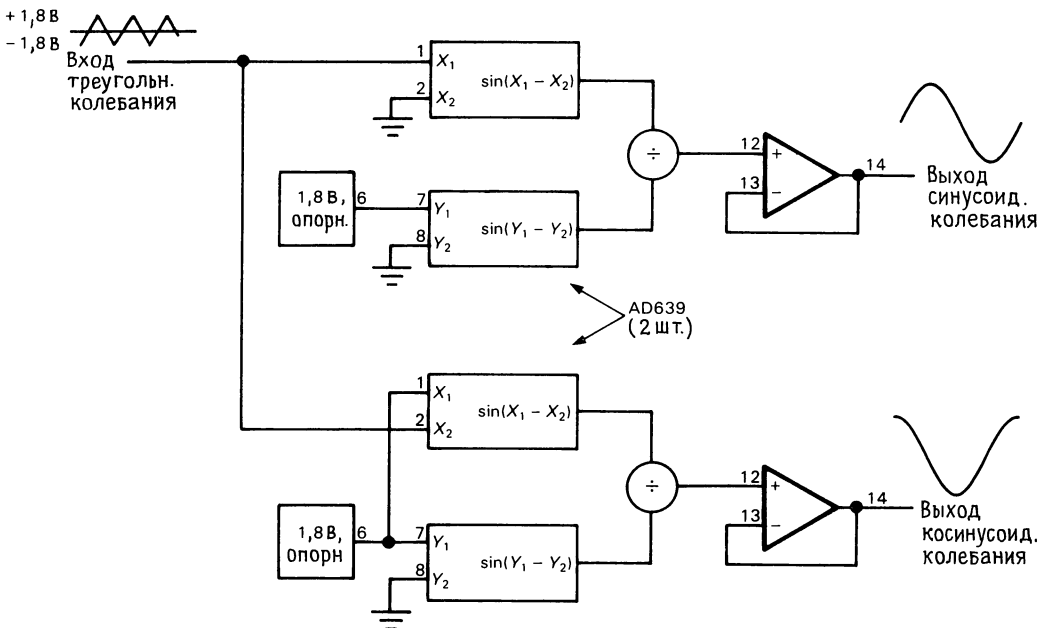 + 1,8 В
– 1,8 В
Вход
треугольн.
колебания
1
X₁
sin(X₁ – X₂)
2
X₂
÷
12
+
13
–
14
Выход
синусоид.
колебания
1,8 В,
опорн.
6
7
Y₁
sin(Y₁ – Y₂)
8
Y₂
AD639
(2 шт.)
1
X₁
sin(X₁ – X₂)
2
X₂
÷
12
+
13
–
14
Выход
косинусоид.
колебания
1,8 В,
опорн
6
7
Y₁
sin(Y₁ – Y₂)
8
Y₂